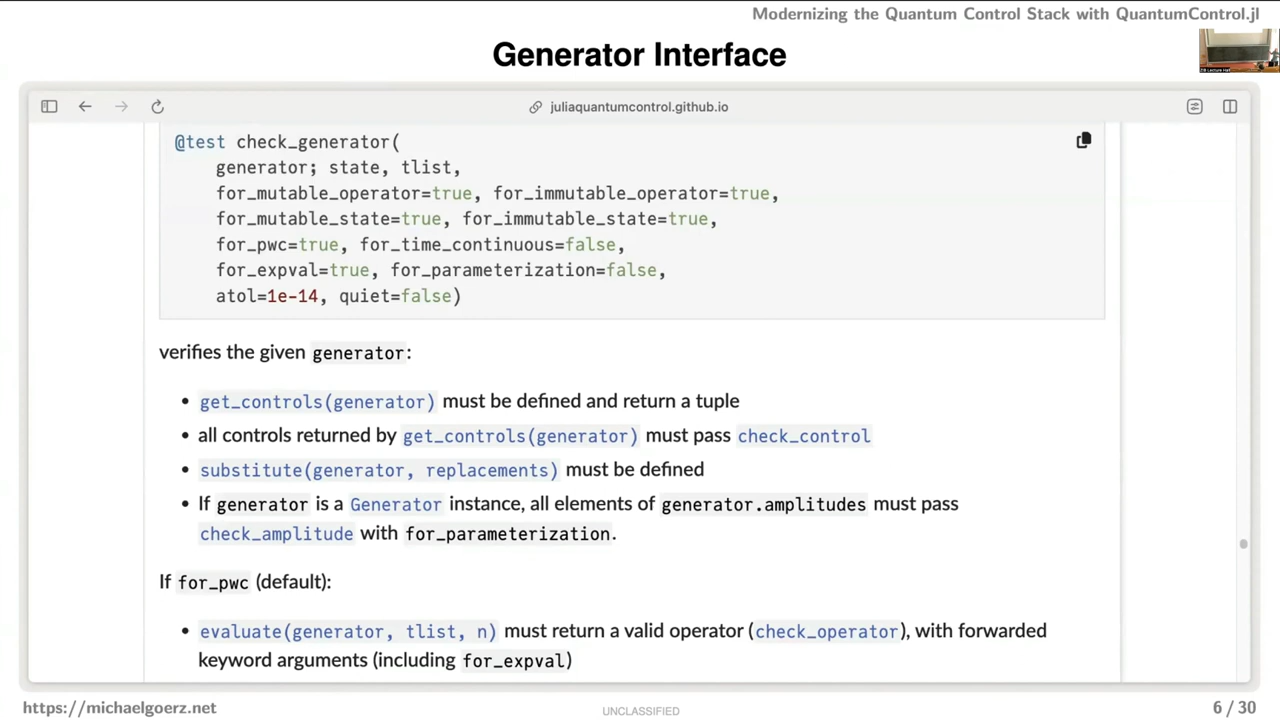 Modernizing the Quantum Control Stack with QuantumControl.jl
Generator Interface
juliaquantumcontrol.github.io
@test check_generator(
generator; state, tlist,
for_mutable_operator=true, for_immutable_operator=true,
for_mutable_state=true, for_immutable_state=true,
for_pwc=true, for_time_continuous=false,
for_expval=true, for_parameterization=false,
atol=1e-14, quiet=false)
verifies the given generator:
• get_controls(generator) must be defined and return a tuple
• all controls returned by get_controls(generator) must pass check_control
• substitute(generator, replacements) must be defined
• If generator is a Generator instance, all elements of generator.amplitudes must pass
check_amplitude with for_parameterization.
If for_pwc (default):
• evaluate(generator, tlist, n) must return a valid operator (check_operator), with forwarded
keyword arguments (including for_expval)
https://michaelgoerz.net
UNCLASSIFIED
6 / 30